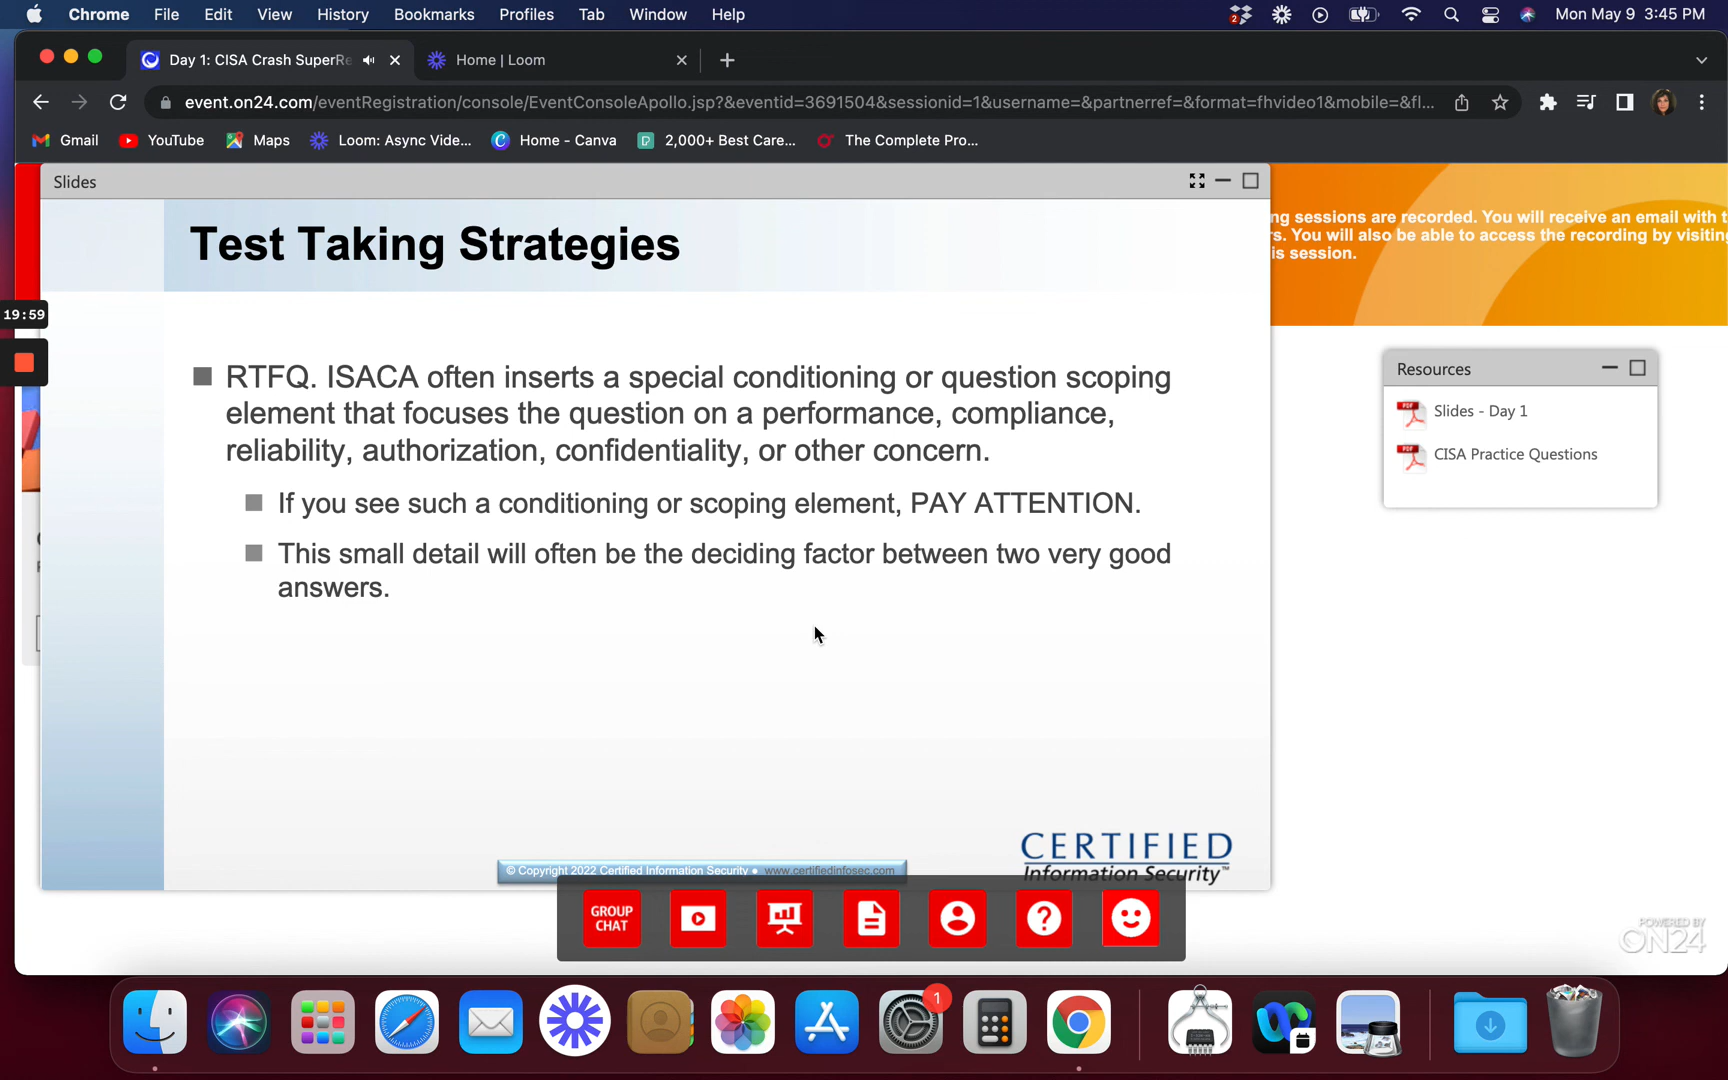 Chrome File Edit View History Bookmarks Profiles Tab Window Help
2
Mon May 9 3:45 PM
Day 1: CISA Crash SuperRe
Home | Loom
event.on24.com/eventRegistration/console/EventConsoleApollo.jsp?&eventid=3691504&sessionid=1&username=&partnerref=&format=fhvideo1&mobile=&fl...
Gmail YouTube Maps Loom: Async Vide... Home - Canva 2,000+ Best Care... The Complete Pro...
Slides
ng sessions are recorded. You will receive an email with t
rs. You will also be able to access the recording by visiting
is session.
Test Taking Strategies
19:59
RTFQ. ISACA often inserts a special conditioning or question scoping
element that focuses the question on a performance, compliance,
reliability, authorization, confidentiality, or other concern.
If you see such a conditioning or scoping element, PAY ATTENTION.
This small detail will often be the deciding factor between two very good
answers.
Resources
Slides - Day 1
CISA Practice Questions
CERTIFIED
Information Security™
© Copyright 2022 Certified Information Security • www.certifiedinfosec.com
GROUP
CHAT
POWERED BY
ON24
1